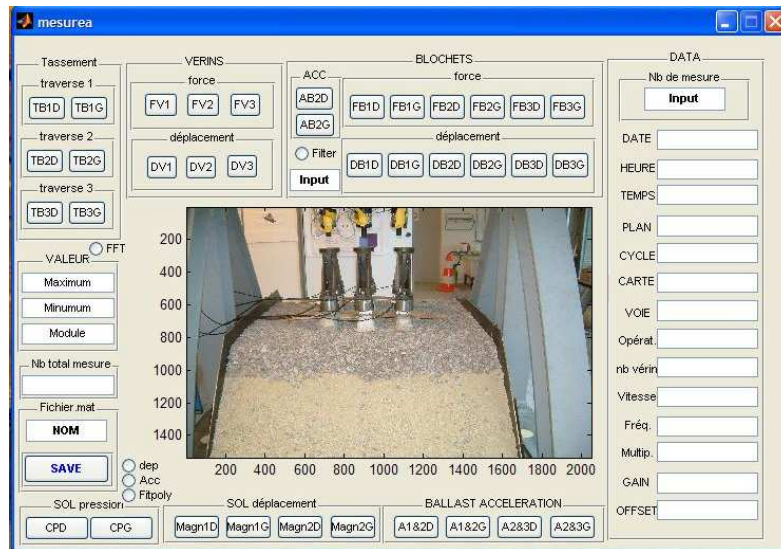 mesurea
Tassement
traverse 1
TB1D TB1G
traverse 2
TB2D TB2G
traverse 3
TB3D TB3G
VERINS
force
FV1 FV2 FV3
déplacement
DV1 DV2 DV3
BLOCHETS
ACC
AB2D
AB2G
Filter
Input
force
FB1D FB1G FB2D FB2G FB3D FB3G
déplacement
DB1D DB1G DB2D DB2G DB3D DB3G
DATA
Nb de mesure
Input
DATE
HEURE
TEMPS
PLAN
CYCLE
CARTE
VOIE
Opérat.
nb vérin
Vitesse
Fréq.
Multip.
GAIN
OFFSET
FFT
VALEUR
Maximum
Minumum
Module
Nb total mesure
Fichier.mat
NOM
SAVE
dep
Acc
Fitpoly
200
400
600
800
1000
1200
1400
200 400 600 800 1000 1200 1400 1600 1800 2000
SOL pression
CPD CPG
SOL déplacement
Magn1D Magn1G Magn2D Magn2G
BALLAST ACCELERATION
A1&2D A1&2G A2&3D A2&3G